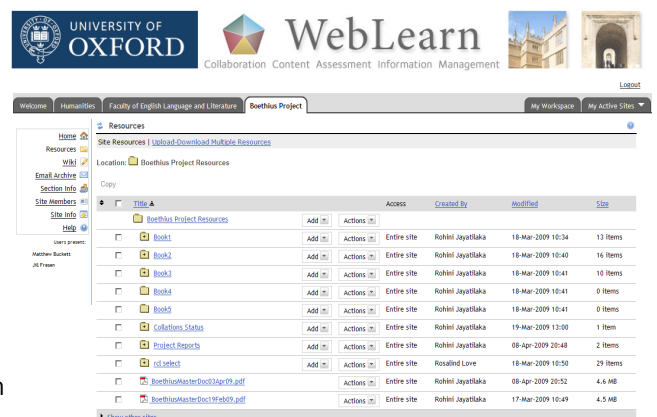 UNIVERSITY OF
OXFORD
WebLearn
Collaboration Content Assessment Information Management
Logout
Welcome Humanities Faculty of English Language and Literature Boethius Project My Workspace My Active Sites
Resources
Site Resources | Upload-Download Multiple Resources
Location: Boethius Project Resources
Copy
Home
Resources
Wiki
Email Archive
Section Info
Site Members
Site Info
Help
Users present:
Matthew Buckett
Jill Fresen
Title Access Created By Modified Size
Boethius Project Resources Add Actions
Book1 Add Actions Entire site Rohini Jayatilaka 18-Mar-2009 10:34 13 items
Book2 Add Actions Entire site Rohini Jayatilaka 18-Mar-2009 10:40 16 items
Book3 Add Actions Entire site Rohini Jayatilaka 18-Mar-2009 10:41 10 items
Book4 Add Actions Entire site Rohini Jayatilaka 18-Mar-2009 10:41 0 items
Book5 Add Actions Entire site Rohini Jayatilaka 18-Mar-2009 10:41 0 items
Collations Status Add Actions Entire site Rohini Jayatilaka 19-Mar-2009 13:00 1 item
Project Reports Add Actions Entire site Rohini Jayatilaka 08-Apr-2009 20:48 2 items
rcl select Add Actions Entire site Rosalind Love 18-Mar-2009 10:50 29 items
BoethiusMasterDoc03Apr09.pdf Actions Entire site Rohini Jayatilaka 08-Apr-2009 20:52 4.6 MB
BoethiusMasterDoc19Feb09.pdf Actions Entire site Rohini Jayatilaka 17-Mar-2009 10:49 4.5 MB
Show other sites